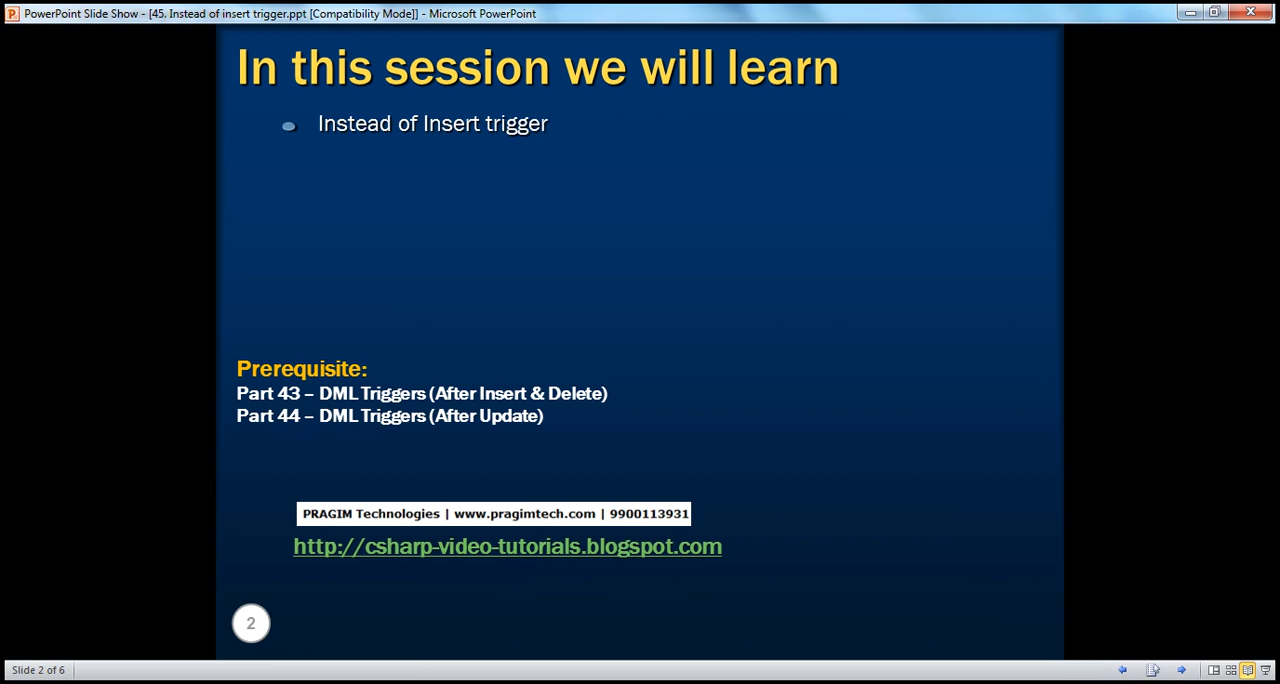 PowerPoint Slide Show - [45. Instead of insert trigger.ppt [Compatibility Mode]] - Microsoft PowerPoint
In this session we will learn
Instead of Insert trigger
Prerequisite:
Part 43 – DML Triggers (After Insert & Delete)
Part 44 – DML Triggers (After Update)
PRAGIM Technologies | www.pragimtech.com | 9900113931
http://csharp-video-tutorials.blogspot.com
2
Slide 2 of 6